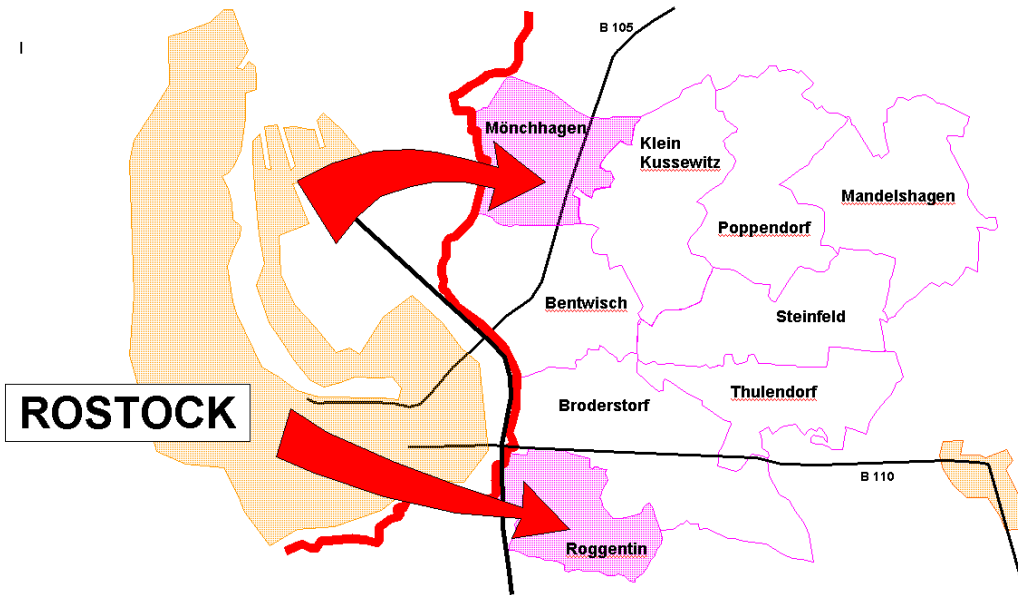 B 105
I
Mönchhagen
Klein
Kussewitz
Mandelshagen
Poppendorf
Bentwisch
Steinfeld
Thulendorf
Broderstorf
ROSTOCK
B 110
Roggentin